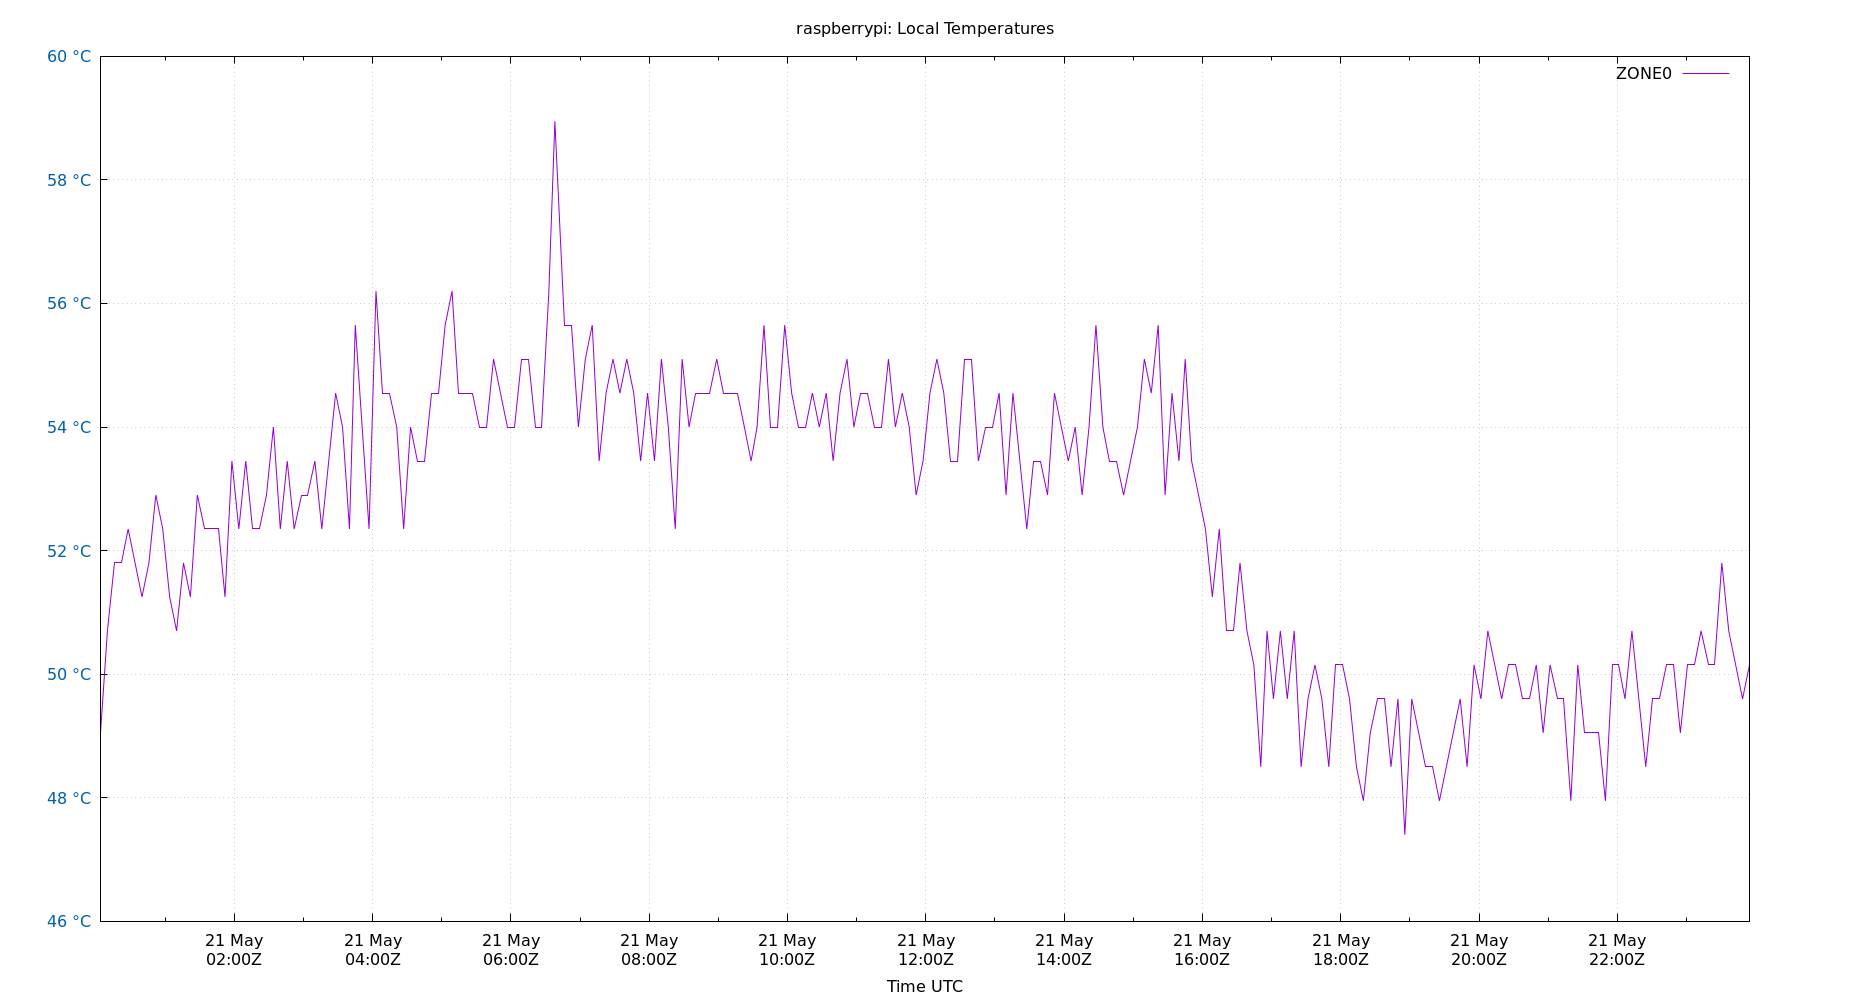 raspberrypi: Local Temperatures
60 °C
ZONE0
58 °C
56 °C
54 °C
52 °C
50 °C
48 °C
46 °C
21 May 21 May 21 May 21 May 21 May 21 May 21 May 21 May 21 May 21 May 21 May
02:00Z 04:00Z 06:00Z 08:00Z 10:00Z 12:00Z 14:00Z 16:00Z 18:00Z 20:00Z 22:00Z
Time UTC